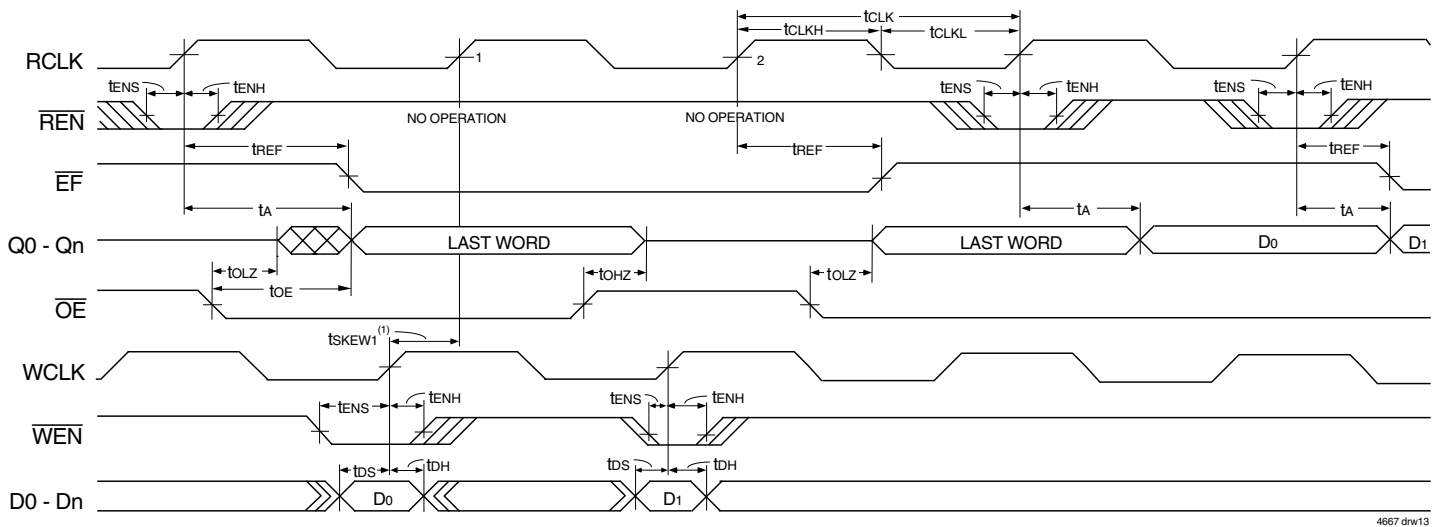 tCLK
tCLKH tCLKL
RCLK 1 2
tENS tENH tENS tENH tENS tENH
REN NO OPERATION NO OPERATION
tREF tREF tREF
EF
tA tA tA
Q0 - Qn LAST WORD LAST WORD D0 D1
tOLZ tOHZ tOLZ
tOE
OE
tSKEW1(1)
WCLK
tENS tENH tENS tENH
WEN
tDS tDH tDS tDH
D0 - Dn D0 D1
4667 drw13